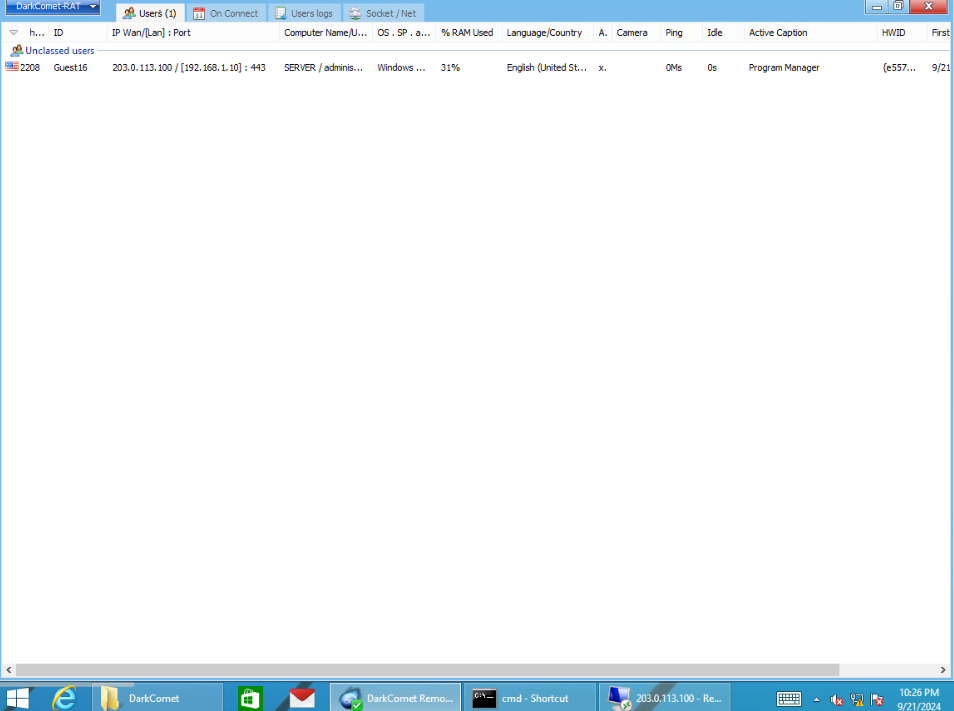 DarkComet-RAT
Users (1) On Connect Users logs Socket / Net
h... ID IP Wan/[Lan] : Port Computer Name/U... OS . SP . a... % RAM Used Language/Country A. Camera Ping Idle Active Caption HWID First
Unclassed users
2208 Guest16 203.0.113.100 / [192.168.1.10] : 443 SERVER / adminis... Windows ... 31% English (United St... x. 0Ms 0s Program Manager {e557... 9/21
DarkComet DarkComet Remo... cmd - Shortcut 203.0.113.100 - Re... 10:26 PM
9/21/2024